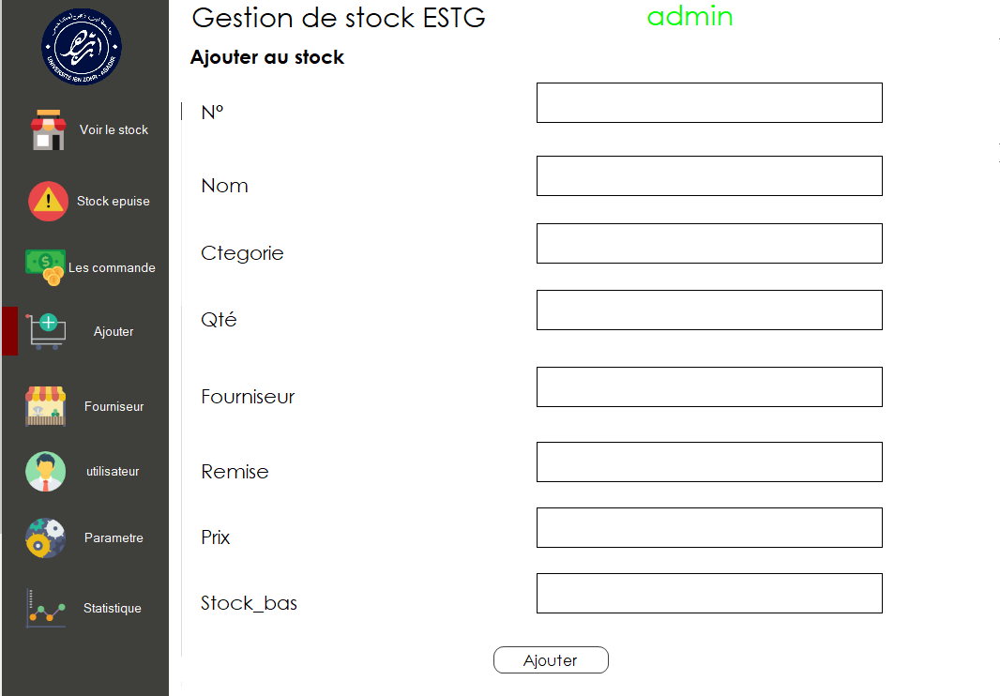 Gestion de stock ESTG
admin
UNIVERSITE IBN ZOHR - AGADIR
Ajouter au stock
Voir le stock
Stock epuise
Les commande
Ajouter
Fourniseur
utilisateur
Parametre
Statistique
N°
Nom
Ctegorie
Qté
Fourniseur
Remise
Prix
Stock_bas
Ajouter